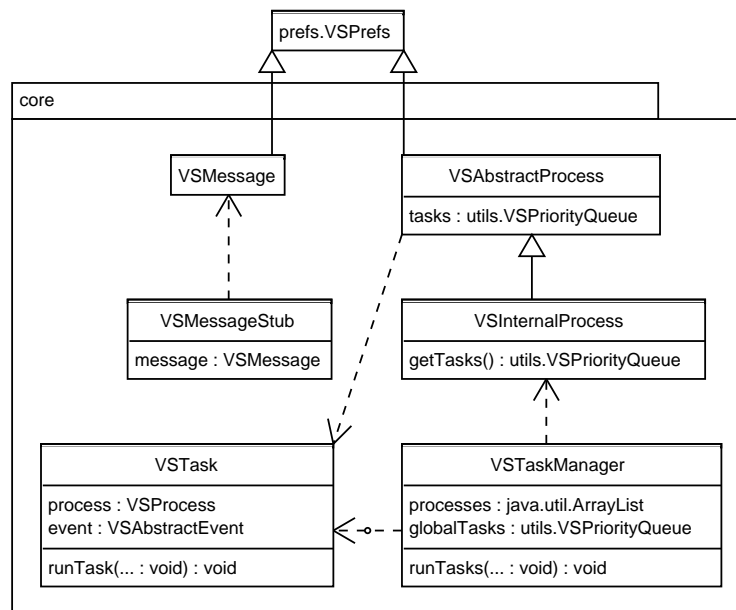 prefs.VSPrefs
core
VSMessage
VSAbstractProcess
tasks : utils.VSPriorityQueue
VSMessageStub
message : VSMessage
VSInternalProcess
getTasks() : utils.VSPriorityQueue
VSTask
process : VSProcess
event : VSAbstractEvent
runTask(... : void) : void
VSTaskManager
processes : java.util.ArrayList
globalTasks : utils.VSPriorityQueue
runTasks(... : void) : void